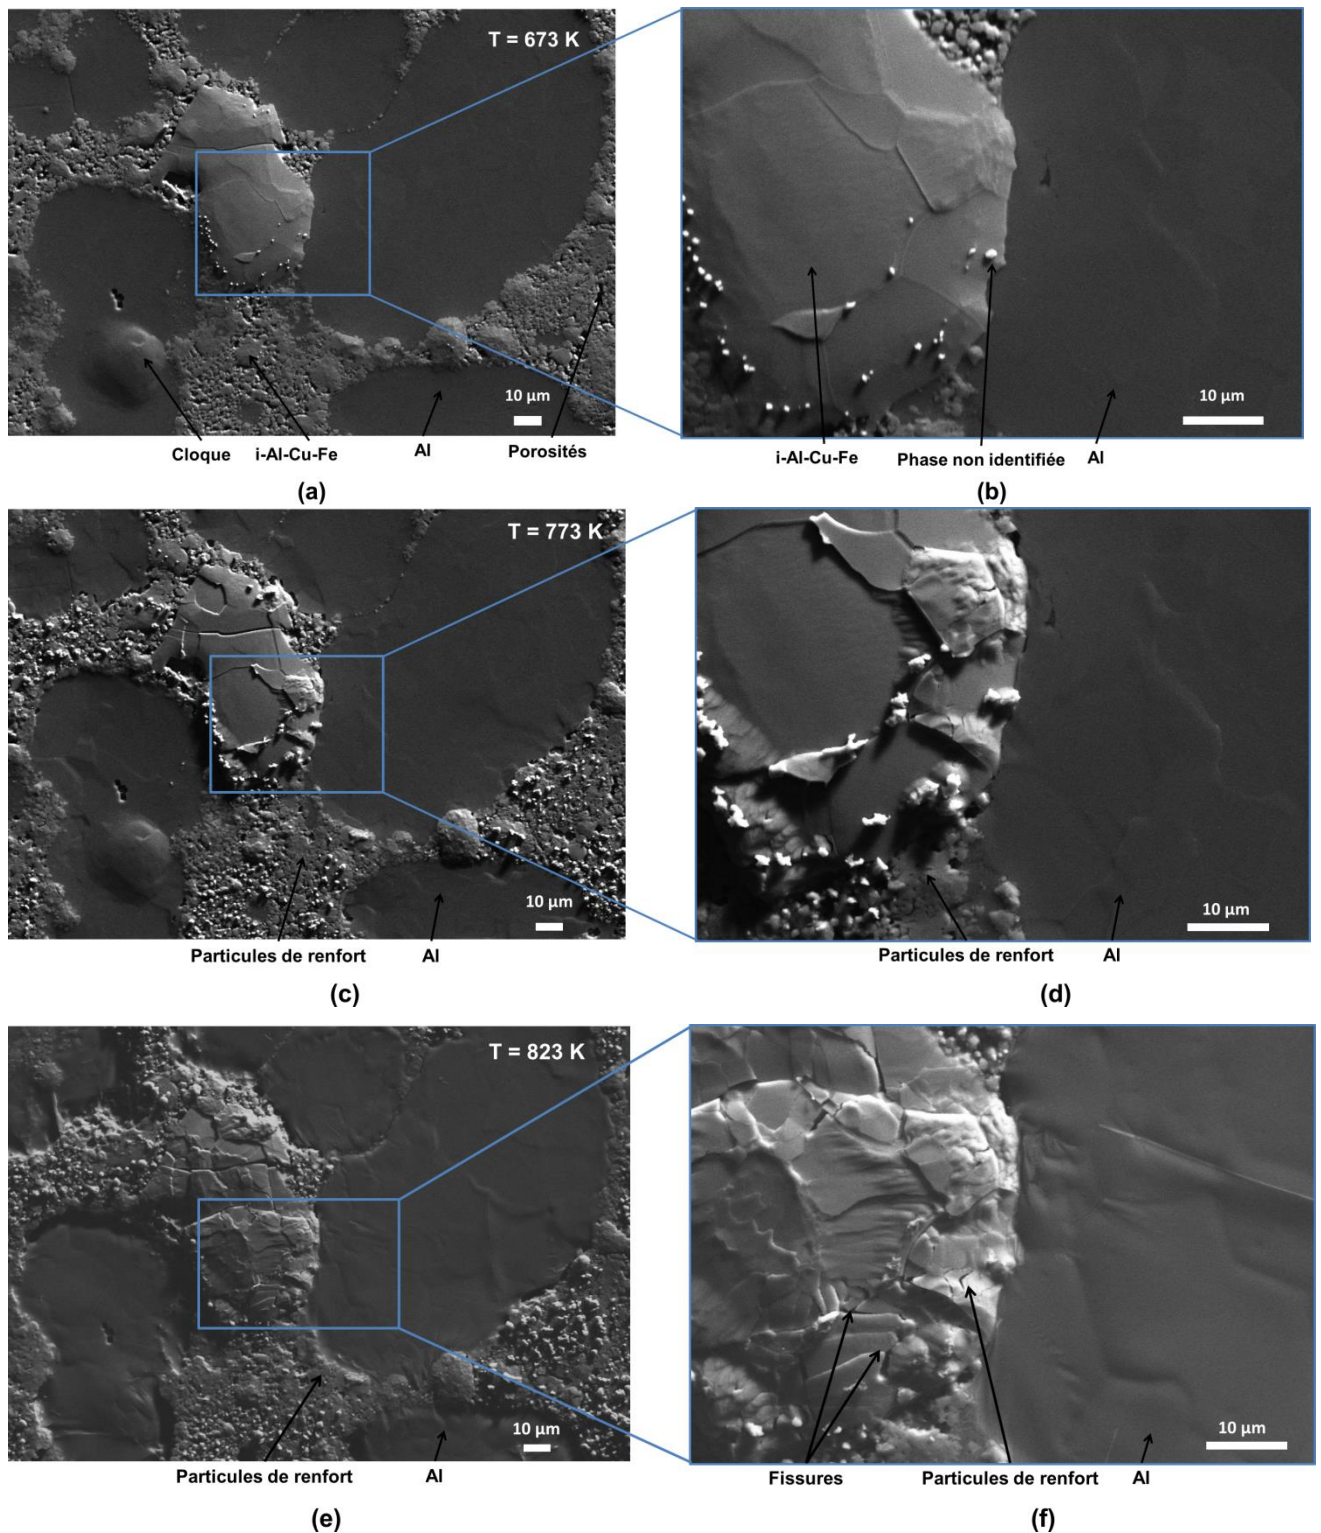 T = 673 K
10 µm
10 µm
Cloque i-Al-Cu-Fe Al Porosités
i-Al-Cu-Fe Phase non identifiée Al
(a)
(b)
T = 773 K
10 µm
10 µm
Particules de renfort Al
Particules de renfort Al
(c)
(d)
T = 823 K
10 µm
10 µm
Particules de renfort Al
Fissures Particules de renfort Al
(e)
(f)